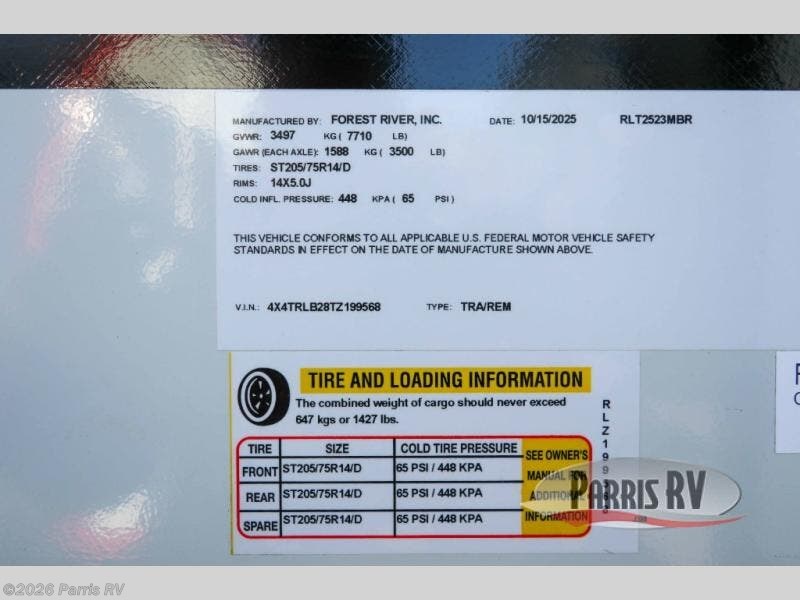 MANUFACTURED BY: FOREST RIVER, INC. DATE: 10/15/2025 RLT2523MBR
GVWR: 3497 KG ( 7710 LB)
GAWR (EACH AXLE): 1588 KG ( 3500 LB)
TIRES: ST205/75R14/D
RIMS: 14X5.0J
COLD INFL. PRESSURE: 448 KPA ( 65 PSI )
THIS VEHICLE CONFORMS TO ALL APPLICABLE U.S. FEDERAL MOTOR VEHICLE SAFETY
STANDARDS IN EFFECT ON THE DATE OF MANUFACTURE SHOWN ABOVE.
V.I.N.: 4X4TRLB28TZ199568 TYPE: TRA/REM
TIRE AND LOADING INFORMATION
The combined weight of cargo should never exceed
647 kgs or 1427 lbs.
TIRE SIZE COLD TIRE PRESSURE
FRONT ST205/75R14/D 65 PSI / 448 KPA
REAR ST205/75R14/D 65 PSI / 448 KPA
SPARE ST205/75R14/D 65 PSI / 448 KPA
SEE OWNER'S
MANUAL FOR
ADDITIONAL
INFORMATION
PARRIS RV
.com
©2026 Parris RV